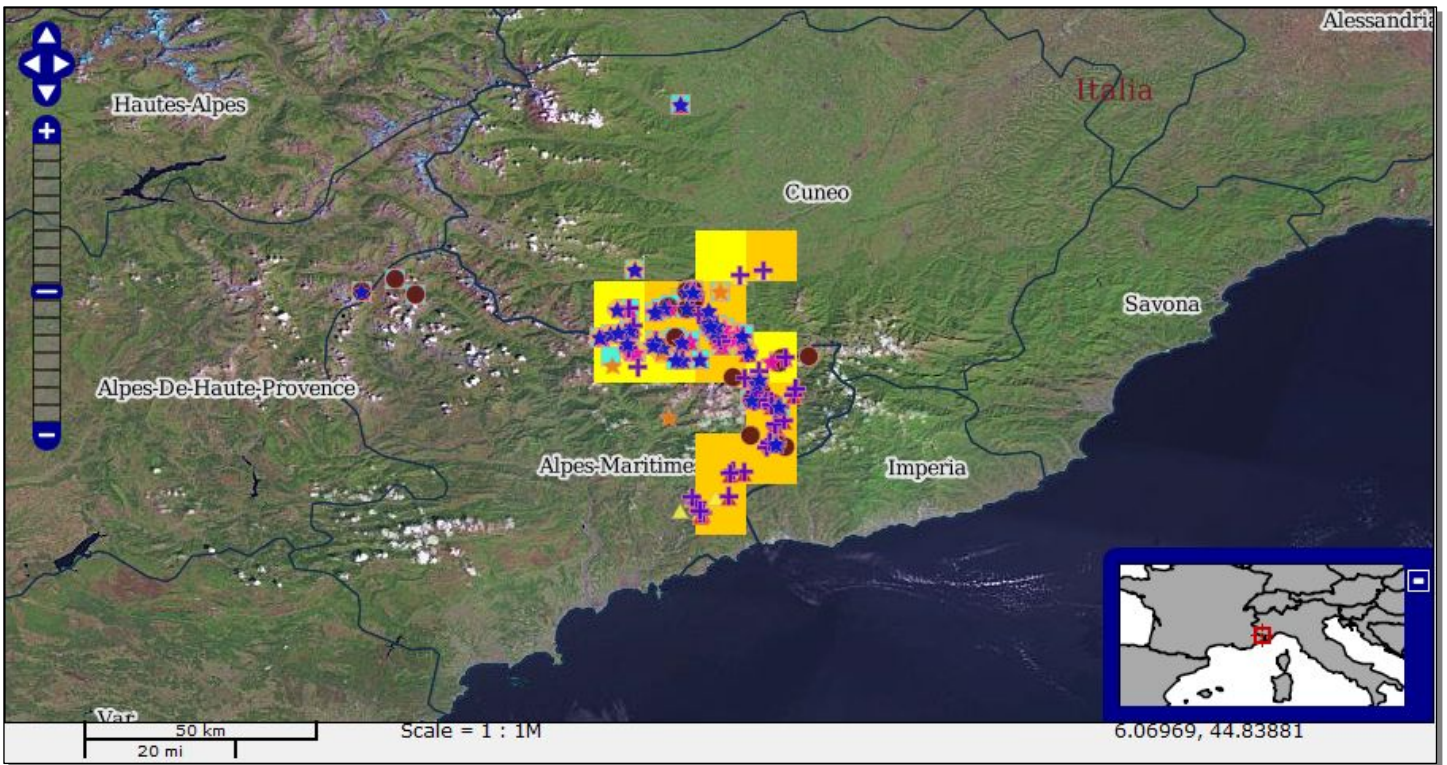 Alessandria
Italia
Hautes-Alpes
Cuneo
Savona
Alpes-De-Haute-Provence
Alpes-Maritime
Imperia
Var
50 km
20 mi
Scale = 1 : 1M
6.06969, 44.83881